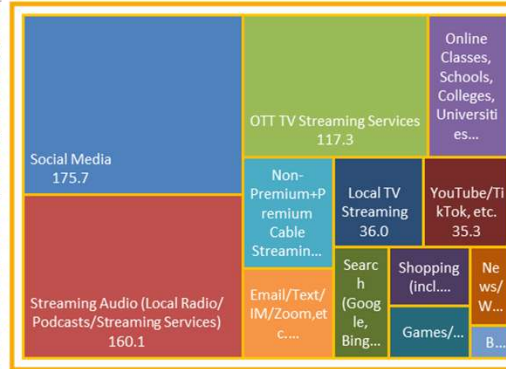 Social Media
175.7
Streaming Audio (Local Radio/
Podcasts/Streaming Services)
160.1
OTT TV Streaming Services
117.3
Online
Classes,
Schools,
Colleges,
Universiti
es...
Non-
Premium+P
remium
Cable
Streamin...
Local TV
Streaming
36.0
YouTube/Ti
kTok, etc.
35.3
Email/Text/
IM/Zoom,et
c....
Searc
h
(Googl
e,
Bing...
Shopping
(incl....
Games/...
Ne
ws/
W...
B...